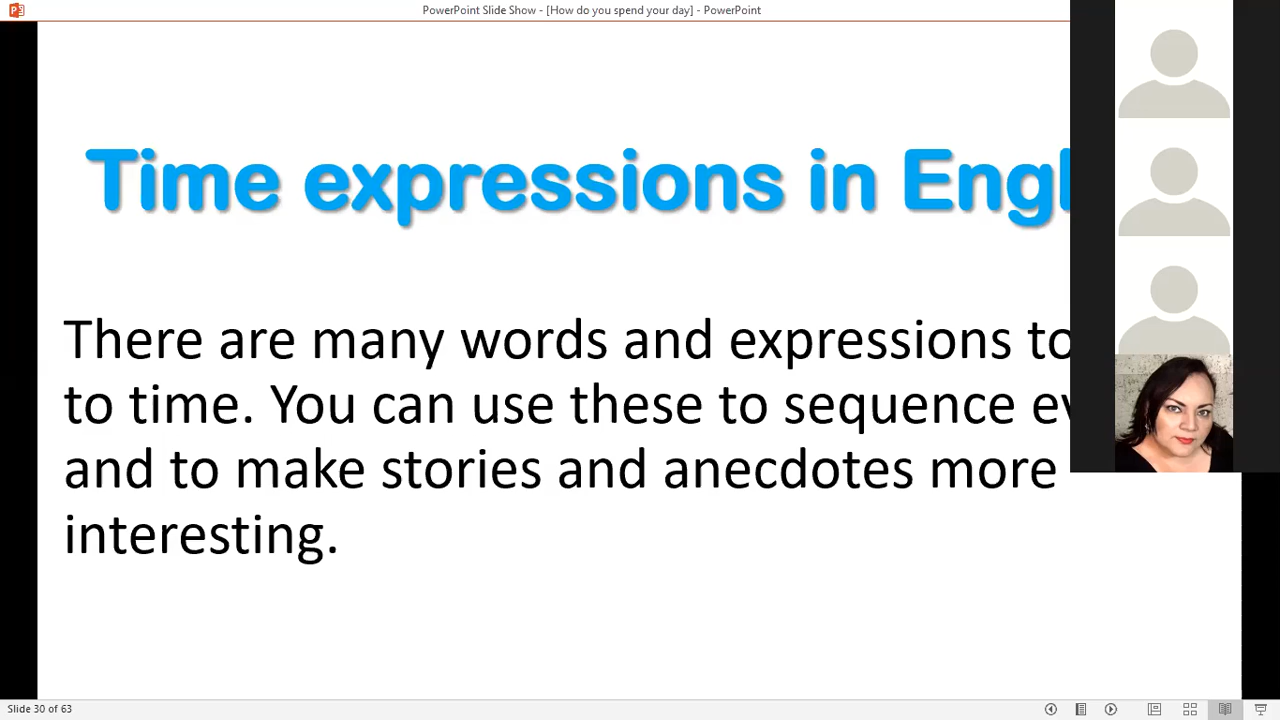 PowerPoint Slide Show - [How do you spend your day] - PowerPoint
Time expressions in
There are many words and expressions to
to time. You can use these to sequence
and to make stories and anecdotes more
interesting.
Slide 30 of 63